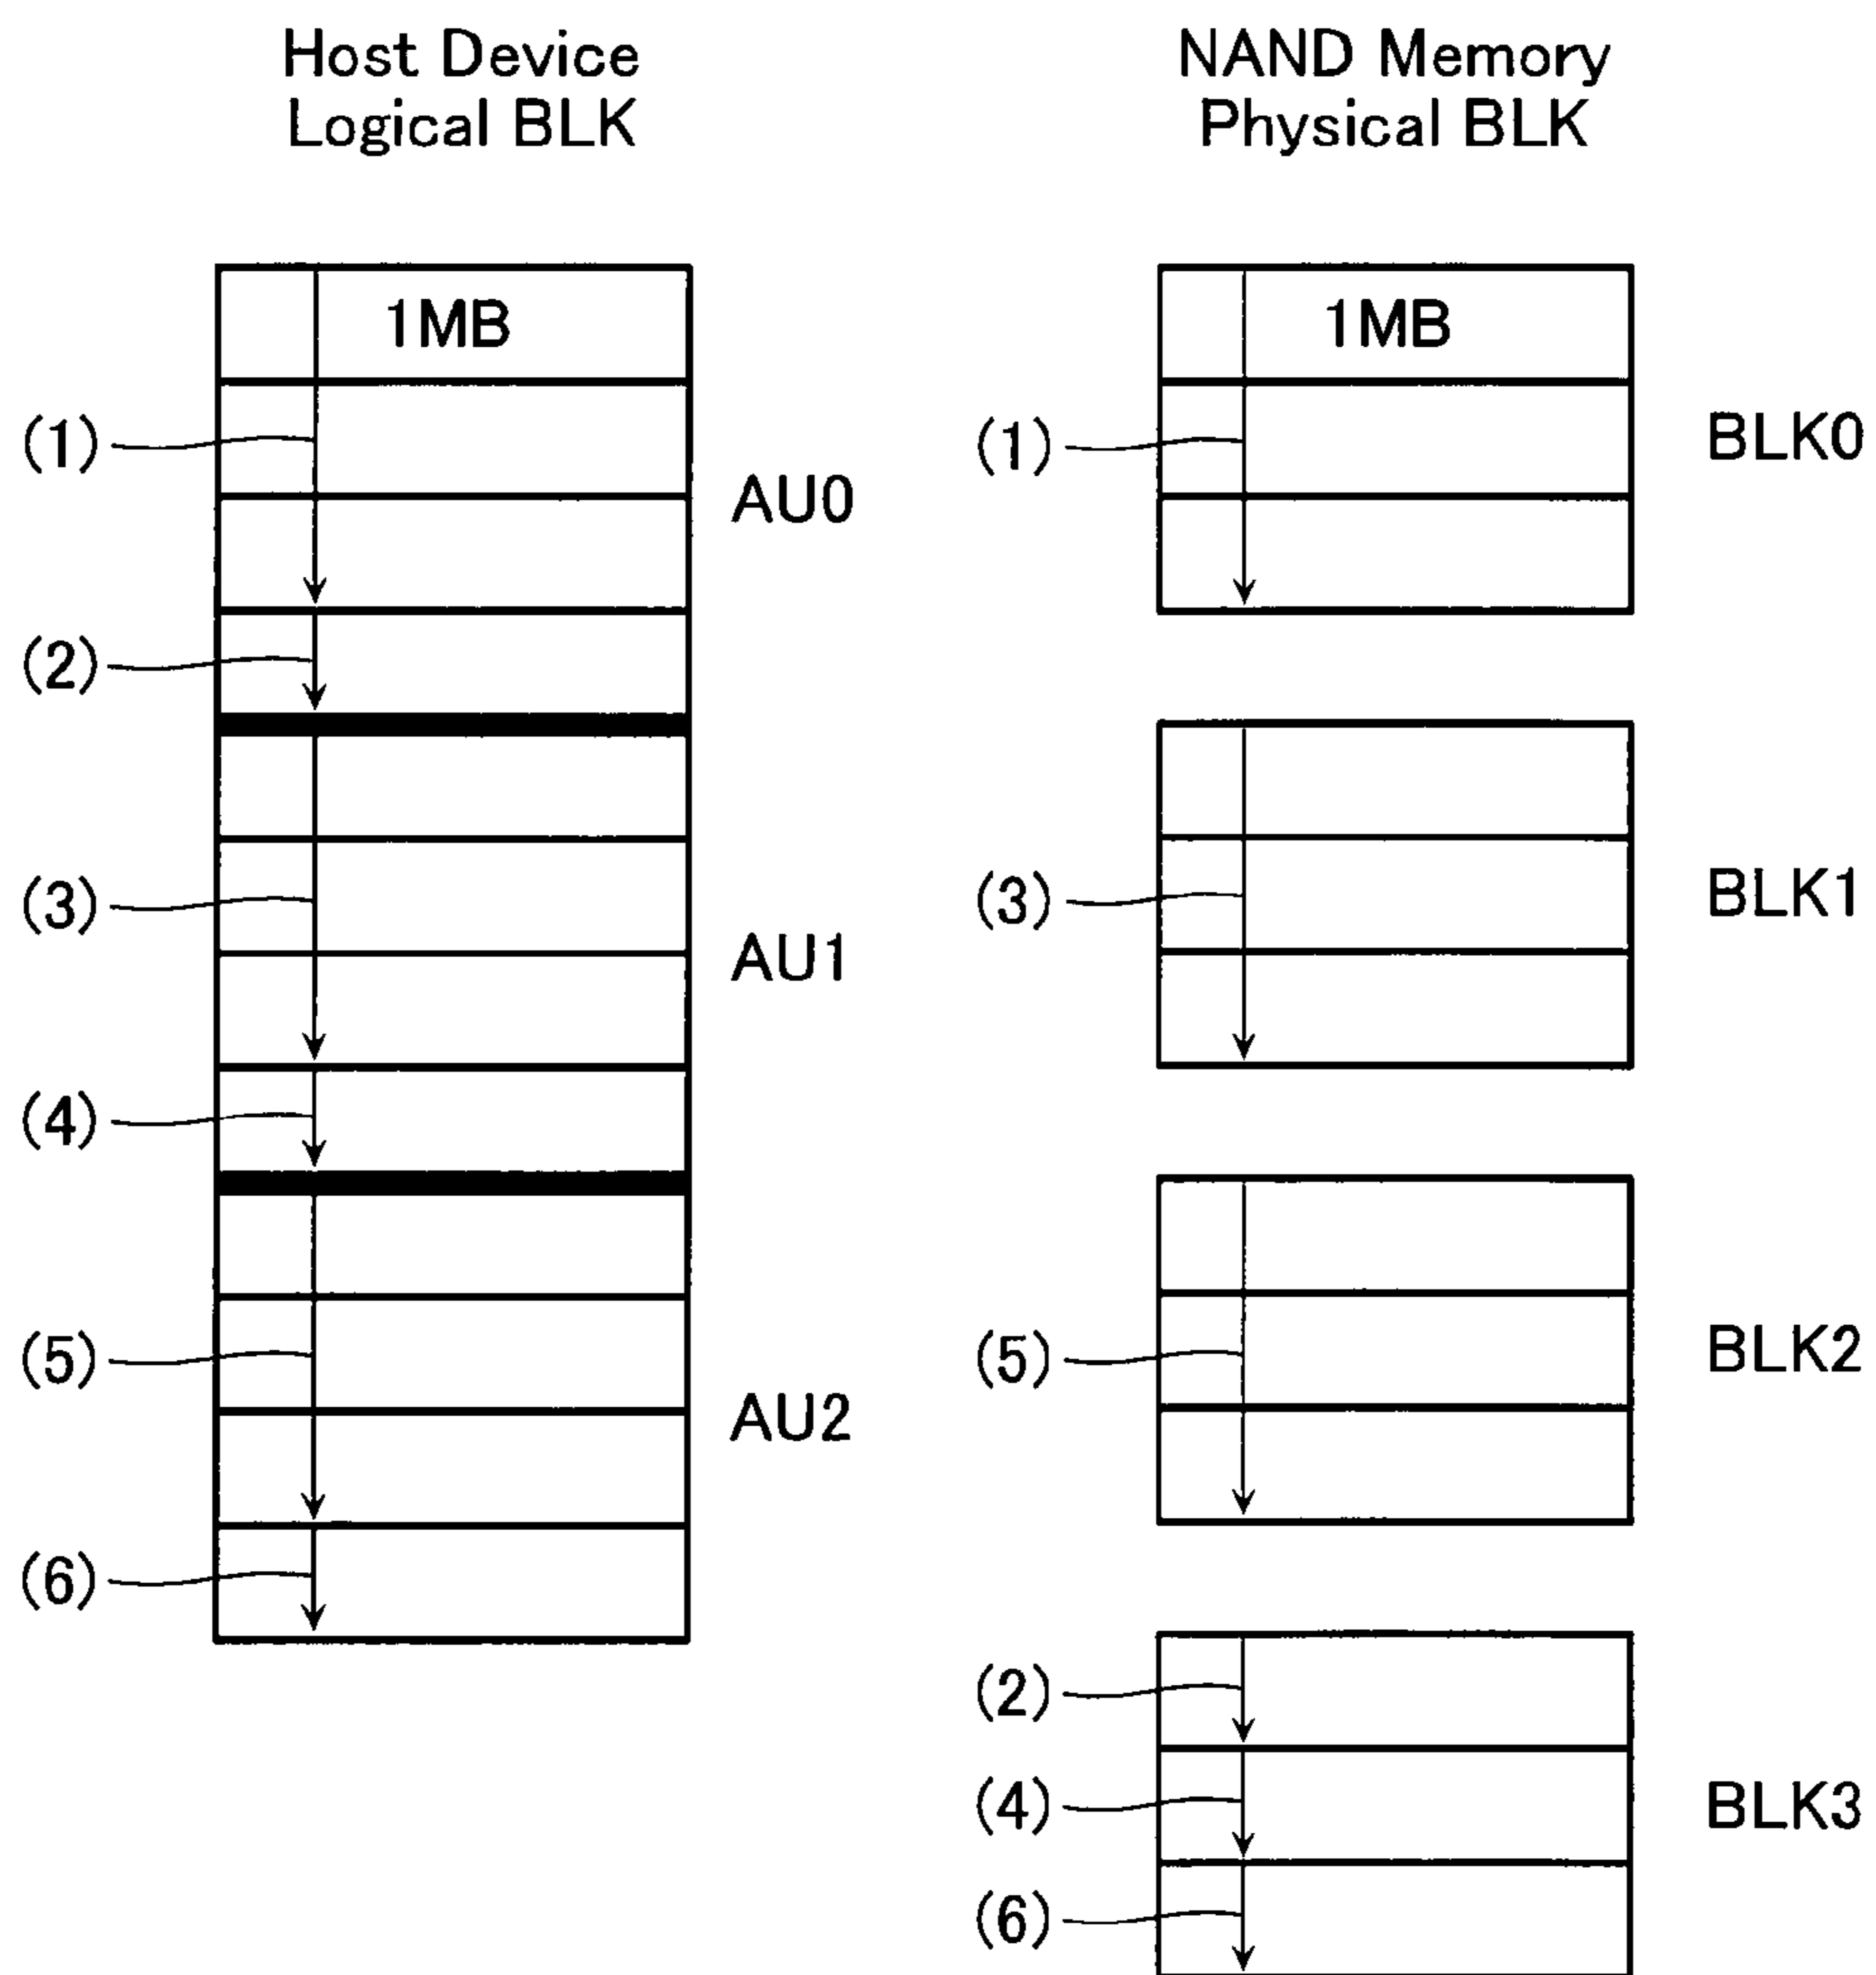 Host Device
Logical BLK
1MB
(1)
AU0
(2)
(3)
AU1
(4)
(5)
AU2
(6)
NAND Memory
Physical BLK
1MB
(1)
BLK0
(3)
BLK1
(5)
BLK2
(2)
(4)
BLK3
(6)